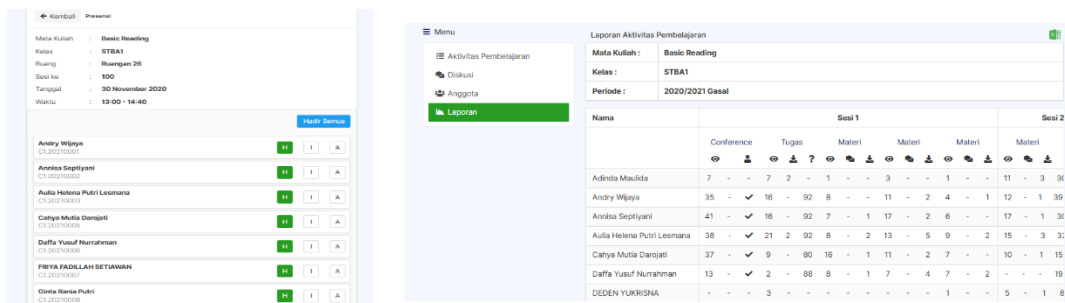 ← Kembali Presensi
Mata Kuliah : Basic Reading
Kelas : STBA1
Ruang : Ruangan 28
Sesi ke : 100
Tanggal : 30 November 2020
Waktu : 13:00 - 14:40
Hadir Semua
Andry Wijaya
C1.20210001
H I A
Annisa Septiyani
C1.20210002
H I A
Aulia Helena Putri Lesmana
C1.20210003
H I A
Cahya Mutia Darojati
C1.20210005
H I A
Daffa Yusuf Nurrahman
C1.20210006
H I A
FRIYA FADILLAH SETIAWAN
C1.20210007
H I A
Ginta Rania Putri
C1.20210008
H I A
Menu
Aktivitas Pembelajaran
Diskusi
Anggota
Laporan
Laporan Aktivitas Pembelajaran
Mata Kuliah : Basic Reading
Kelas : STBA1
Periode : 2020/2021 Gasal
Nama Sesi 1 Sesi 2
Conference Tugas Materi Materi Materi Materi
?
Adinda Maulida 7 - - 7 2 - 1 - - 3 - - 1 - - 11 - 3 30
Andry Wijaya 35 - ✔ 16 - 92 8 - - 11 - 2 4 - 1 12 - 1 39
Annisa Septiyani 41 - ✔ 16 - 92 7 - 1 17 - 2 6 - - 17 - 1 30
Aulia Helena Putri Lesmana 38 - ✔ 21 2 92 8 - 2 13 - 5 9 - 2 15 - 3
Cahya Mutia Darojati 37 - ✔ 9 - 80 16 - 1 11 - 2 7 - - 10 - 1 15
Daffa Yusuf Nurrahman 13 - ✔ 2 - 88 8 - 1 7 - 4 7 - 2 - - - 19
DEDEN YUKRISNA - - - 3 - - - - - - - - 1 - - 5 - 1 8